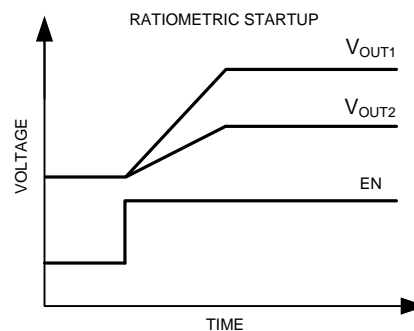 RATIOMETRIC STARTUP
VOUT1
VOUT2
EN
VOLTAGE
TIME